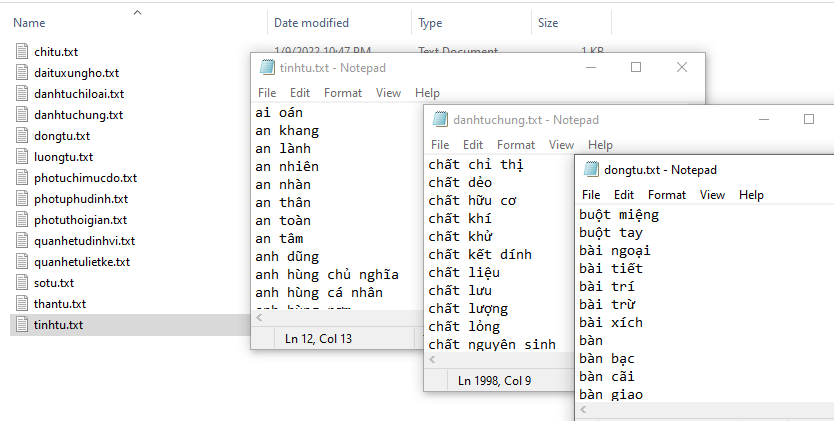 Name Date modified Type Size
chitu.txt 1/9/2022 10:47 PM Text Document 1 KB
daituxungho.txt
danhtuchiloai.txt
danhtuchung.txt
dongtu.txt
luongtu.txt
photuchimucdo.txt
photuphudinh.txt
photuthoigian.txt
quanhetudinhvi.txt
quanhetulietke.txt
sotu.txt
thantu.txt
tinhtu.txt
tinhtu.txt - Notepad
File Edit Format View Help
ai oán
an khang
an lành
an nhiên
an nhàn
an thân
an toàn
an tâm
anh dũng
anh hùng chủ nghĩa
anh hùng cá nhân
Ln 12, Col 13
danhtuchung.txt - Notepad
File Edit Format View Help
chất chỉ thị
chất dẻo
chất hữu cơ
chất khí
chất khử
chất kết dính
chất liệu
chất lưu
chất lượng
chất lỏng
chất nguyên sinh
Ln 1998, Col 9
dongtu.txt - Notepad
File Edit Format View Help
buột miệng
buột tay
bài ngoại
bài tiết
bài trí
bài trừ
bài xích
bàn
bàn bạc
bàn cãi
bàn giao